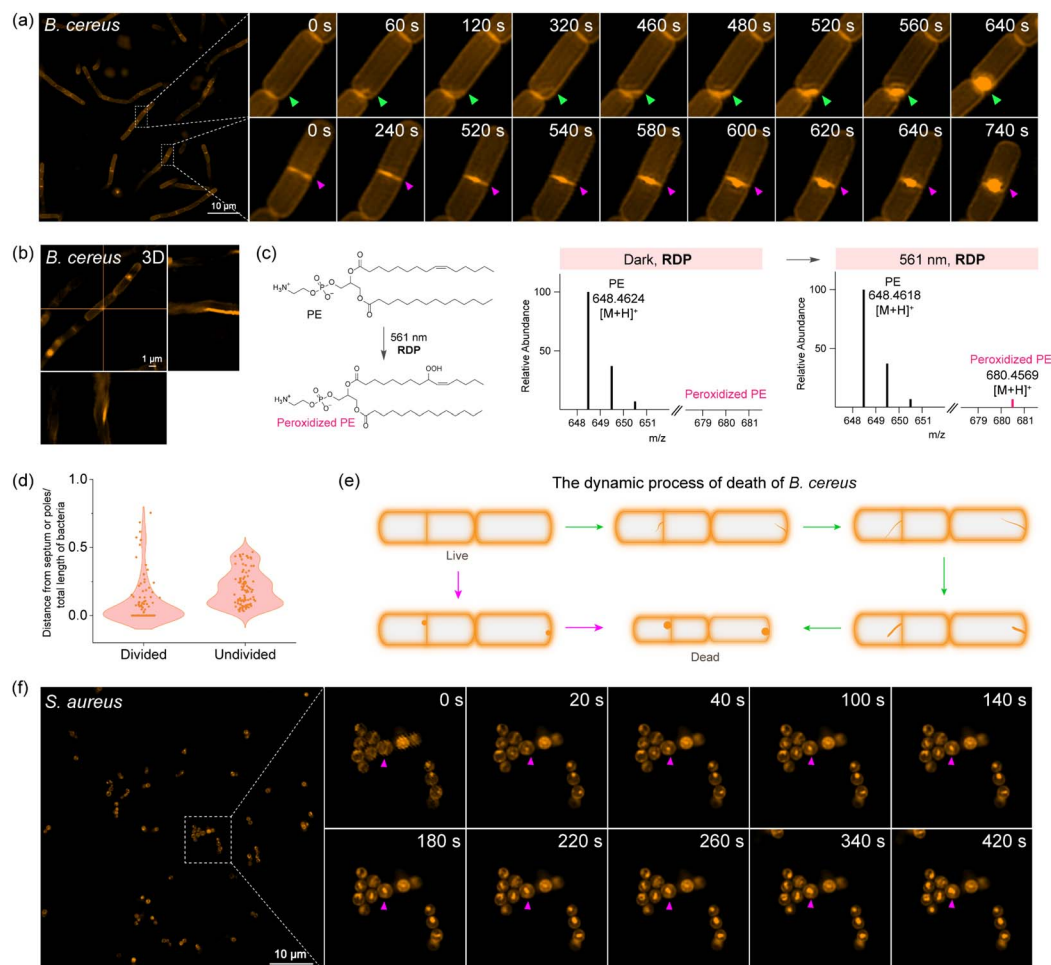 (a)
B. cereus
10 μm
0 s 60 s 120 s 320 s 460 s 480 s 520 s 560 s 640 s
0 s 240 s 520 s 540 s 580 s 600 s 620 s 640 s 740 s
(b)
B. cereus 3D
1 μm
(c)
H₃N⁺ O P O O⁻ O O O O
PE
561 nm
RDP
OOH
H₃N⁺ O P O O⁻ O O O O
Peroxidized PE
Dark, RDP
Relative Abundance
100
50
PE
648.4624
[M+H]⁺
Peroxidized PE
648 649 650 651 679 680 681
m/z
561 nm, RDP
Relative Abundance
100
50
PE
648.4618
[M+H]⁺
Peroxidized PE
680.4569
[M+H]⁺
648 649 650 651 679 680 681
m/z
(d)
Distance from septum or poles/
total length of bacteria
1.0
0.5
0.0
Divided Undivided
(e)
The dynamic process of death of B. cereus
Live
Dead
(f)
S. aureus
10 μm
0 s 20 s 40 s 100 s 140 s
180 s 220 s 260 s 340 s 420 s